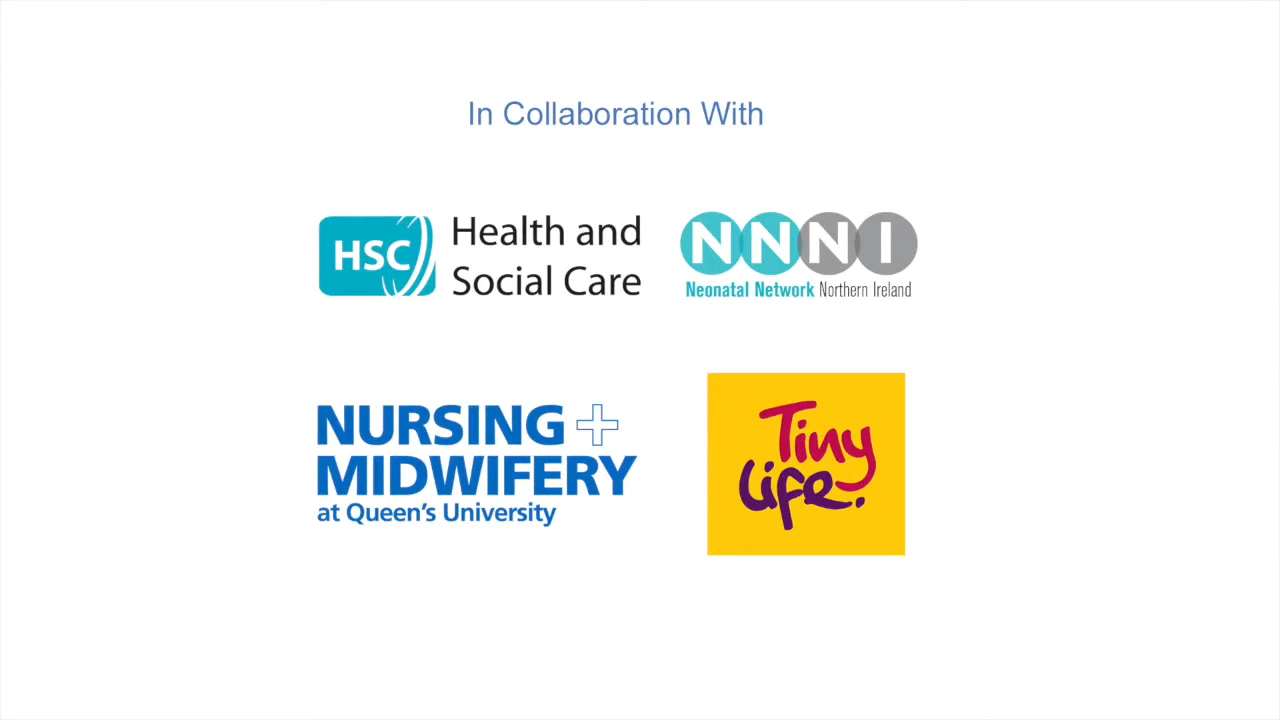 In Collaboration With
HSC
Health and
Social Care
NNNI
Neonatal Network Northern Ireland
NURSING
MIDWIFERY
at Queen's University
Tiny
Life.